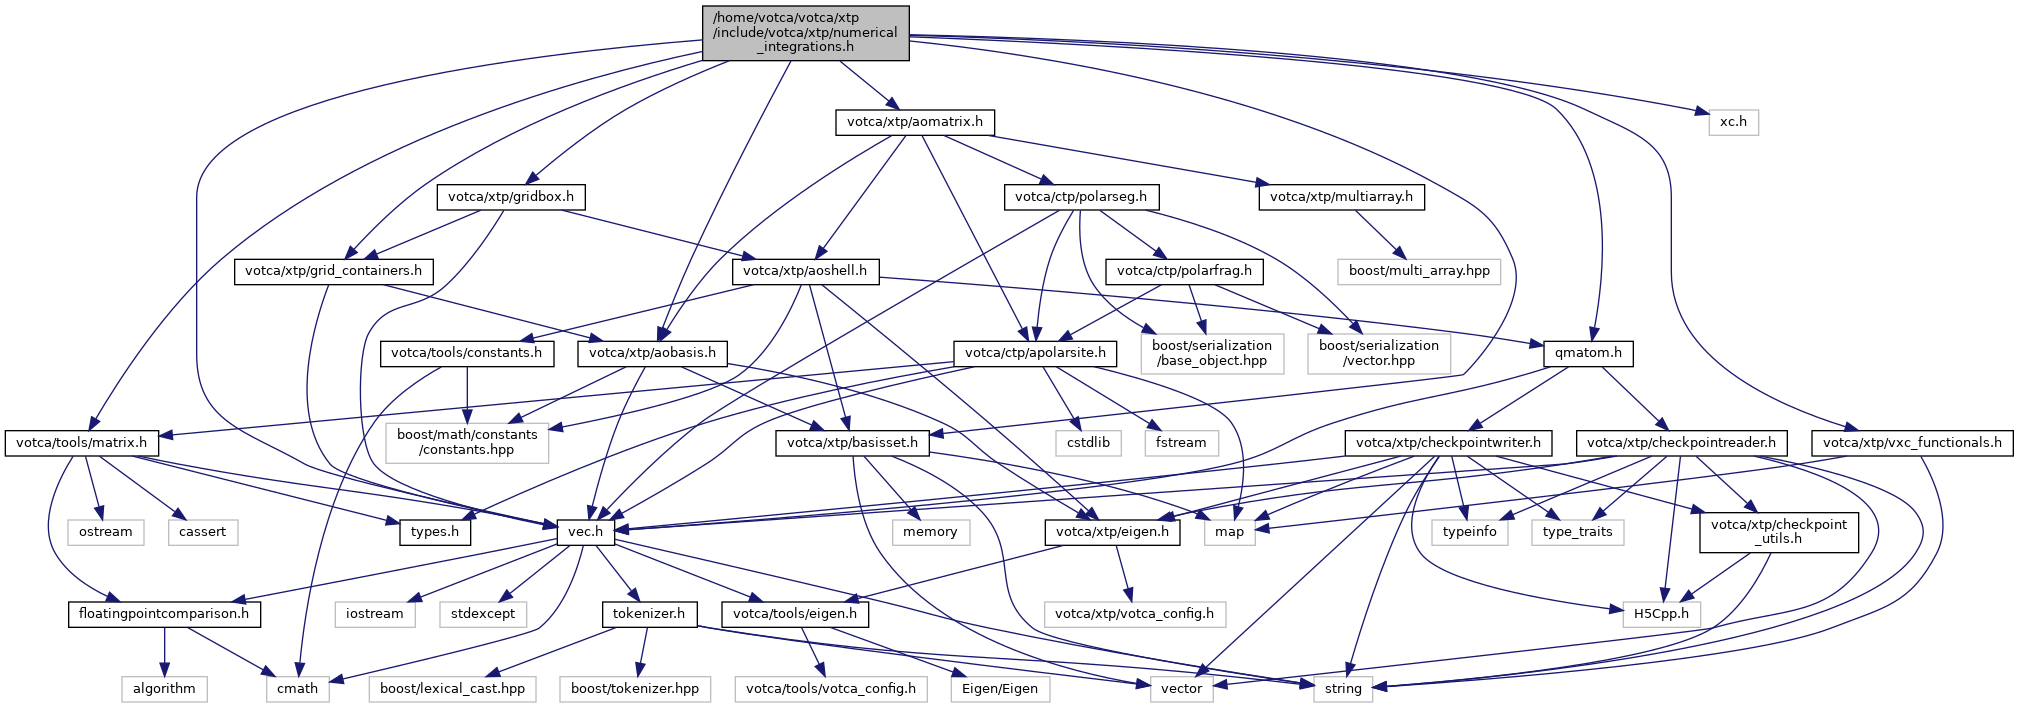 /home/votca/votca/xtp
/include/votca/xtp/numerical
_integrations.h
xc.h
votca/xtp/aomatrix.h
votca/xtp/gridbox.h
votca/ctp/polarseg.h
votca/xtp/multiarray.h
votca/xtp/grid_containers.h
votca/xtp/aoshell.h
votca/ctp/polarfrag.h
boost/multi_array.hpp
votca/tools/constants.h
votca/xtp/aobasis.h
votca/ctp/apolarsite.h
boost/serialization
/base_object.hpp
boost/serialization
/vector.hpp
qmatom.h
votca/tools/matrix.h
boost/math/constants
/constants.hpp
votca/xtp/basisset.h
cstdlib
fstream
votca/xtp/checkpointwriter.h
votca/xtp/checkpointreader.h
votca/xtp/vxc_functionals.h
ostream
cassert
types.h
vec.h
memory
votca/xtp/eigen.h
map
typeinfo
type_traits
votca/xtp/checkpoint
_utils.h
floatingpointcomparison.h
iostream
stdexcept
tokenizer.h
votca/tools/eigen.h
votca/xtp/votca_config.h
H5Cpp.h
algorithm
cmath
boost/lexical_cast.hpp
boost/tokenizer.hpp
votca/tools/votca_config.h
Eigen/Eigen
vector
string